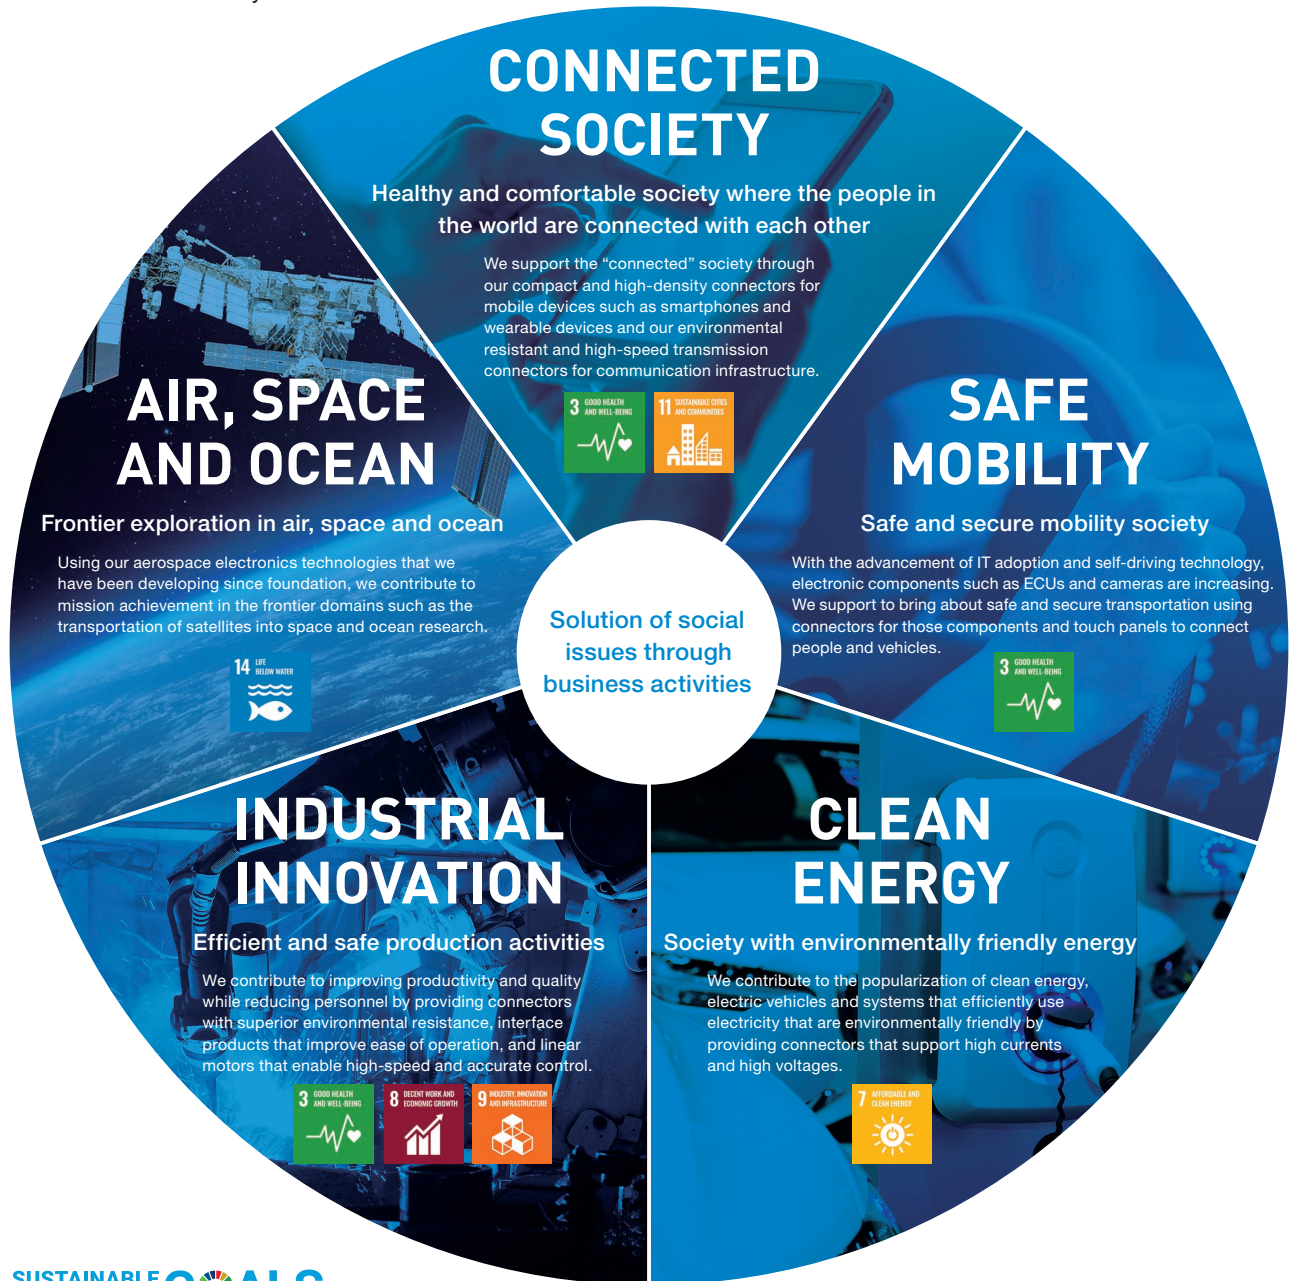 CONNECTED
SOCIETY
Healthy and comfortable society where the people in
the world are connected with each other
We support the “connected” society through
our compact and high-density connectors for
mobile devices such as smartphones and
wearable devices and our environmental
resistant and high-speed transmission
connectors for communication infrastructure.
3 GOOD HEALTH
AND WELL-BEING
11 SUSTAINABLE CITIES
AND COMMUNITIES
AIR, SPACE
AND OCEAN
Frontier exploration in air, space and ocean
Using our aerospace electronics technologies that we
have been developing since foundation, we contribute to
mission achievement in the frontier domains such as the
transportation of satellites into space and ocean research.
14 LIFE
BELOW WATER
SAFE
MOBILITY
Safe and secure mobility society
With the advancement of IT adoption and self-driving technology,
electronic components such as ECUs and cameras are increasing.
We support to bring about safe and secure transportation using
connectors for those components and touch panels to connect
people and vehicles.
3 GOOD HEALTH
AND WELL-BEING
Solution of social
issues through
business activities
INDUSTRIAL
INNOVATION
Efficient and safe production activities
We contribute to improving productivity and quality
while reducing personnel by providing connectors
with superior environmental resistance, interface
products that improve ease of operation, and linear
motors that enable high-speed and accurate control.
3 GOOD HEALTH
AND WELL-BEING
8 DECENT WORK AND
ECONOMIC GROWTH
9 INDUSTRY, INNOVATION
AND INFRASTRUCTURE
CLEAN
ENERGY
Society with environmentally friendly energy
We contribute to the popularization of clean energy,
electric vehicles and systems that efficiently use
electricity that are environmentally friendly by
providing connectors that support high currents
and high voltages.
7 AFFORDABLE AND
CLEAN ENERGY
SUSTAINABLE GOALS